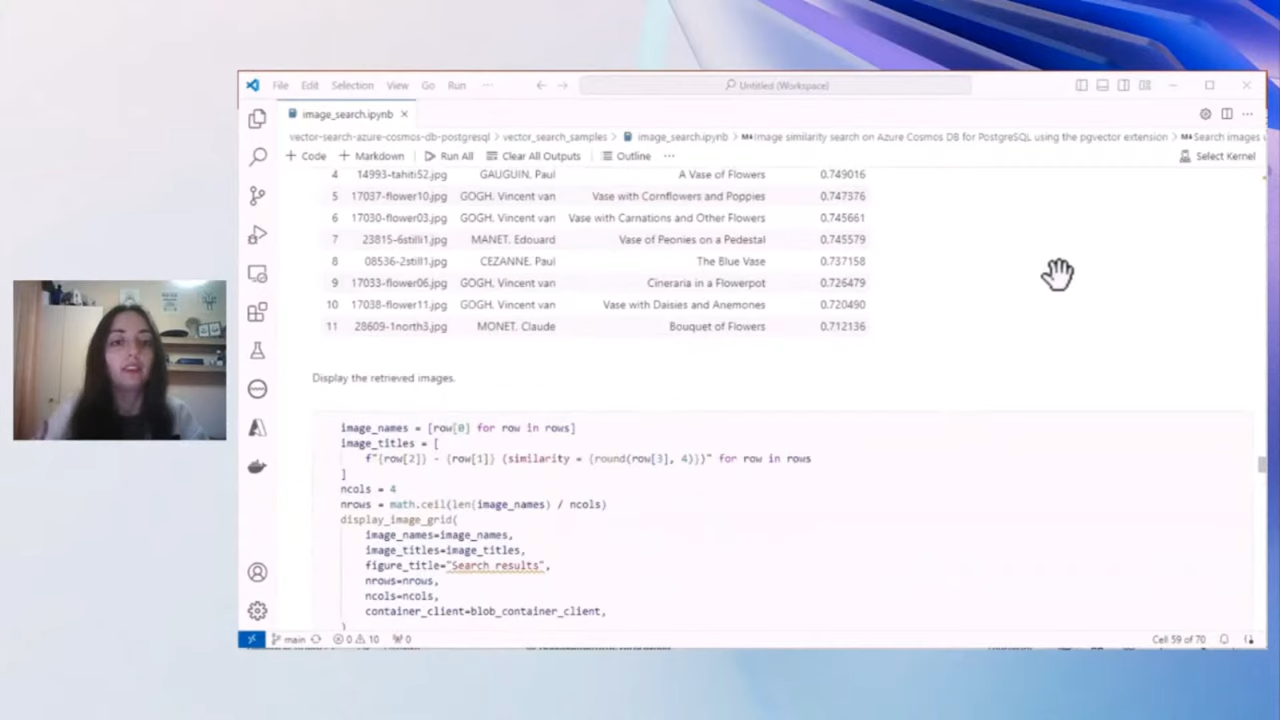 File Edit Selection View Go Run ··· Untitled (Workspace)
image_search.ipynb
vector-search-azure-cosmos-db-postgresql > vector_search_samples > image_search.ipynb > Image similarity search on Azure Cosmos DB for PostgreSQL using the pgvector extension > Search images
+ Code + Markdown Run All Clear All Outputs Outline ··· Select Kernel
4 14993-tahiti52.jpg GAUGUIN, Paul A Vase of Flowers 0.749016
5 17037-flower10.jpg GOGH, Vincent van Vase with Cornflowers and Poppies 0.747376
6 17030-flower03.jpg GOGH, Vincent van Vase with Carnations and Other Flowers 0.745661
7 23815-6stilli1.jpg MANET, Edouard Vase of Peonies on a Pedestal 0.745579
8 08536-2still1.jpg CEZANNE, Paul The Blue Vase 0.737158
9 17033-flower06.jpg GOGH, Vincent van Cineraria in a Flowerpot 0.726479
10 17038-flower11.jpg GOGH, Vincent van Vase with Daisies and Anemones 0.720490
11 28609-1north3.jpg MONET, Claude Bouquet of Flowers 0.712136
Display the retrieved images.
image_names = [row[0] for row in rows]
image_titles = [
f"{row[2]} - {row[1]} (similarity = {round(row[3], 4)})" for row in rows
]
ncols = 4
nrows = math.ceil(len(image_names) / ncols)
display_image_grid(
image_names=image_names,
image_titles=image_titles,
figure_title="Search results",
nrows=nrows,
ncols=ncols,
container_client=blob_container_client,
)
main 0 10 0 Cell 59 of 70